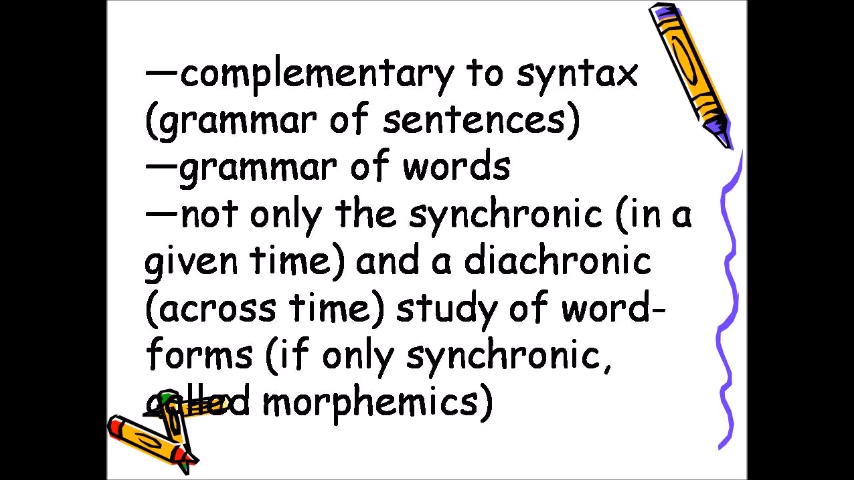 —complementary to syntax
(grammar of sentences)
—grammar of words
—not only the synchronic (in a
given time) and a diachronic
(across time) study of word-
forms (if only synchronic,
called morphemics)